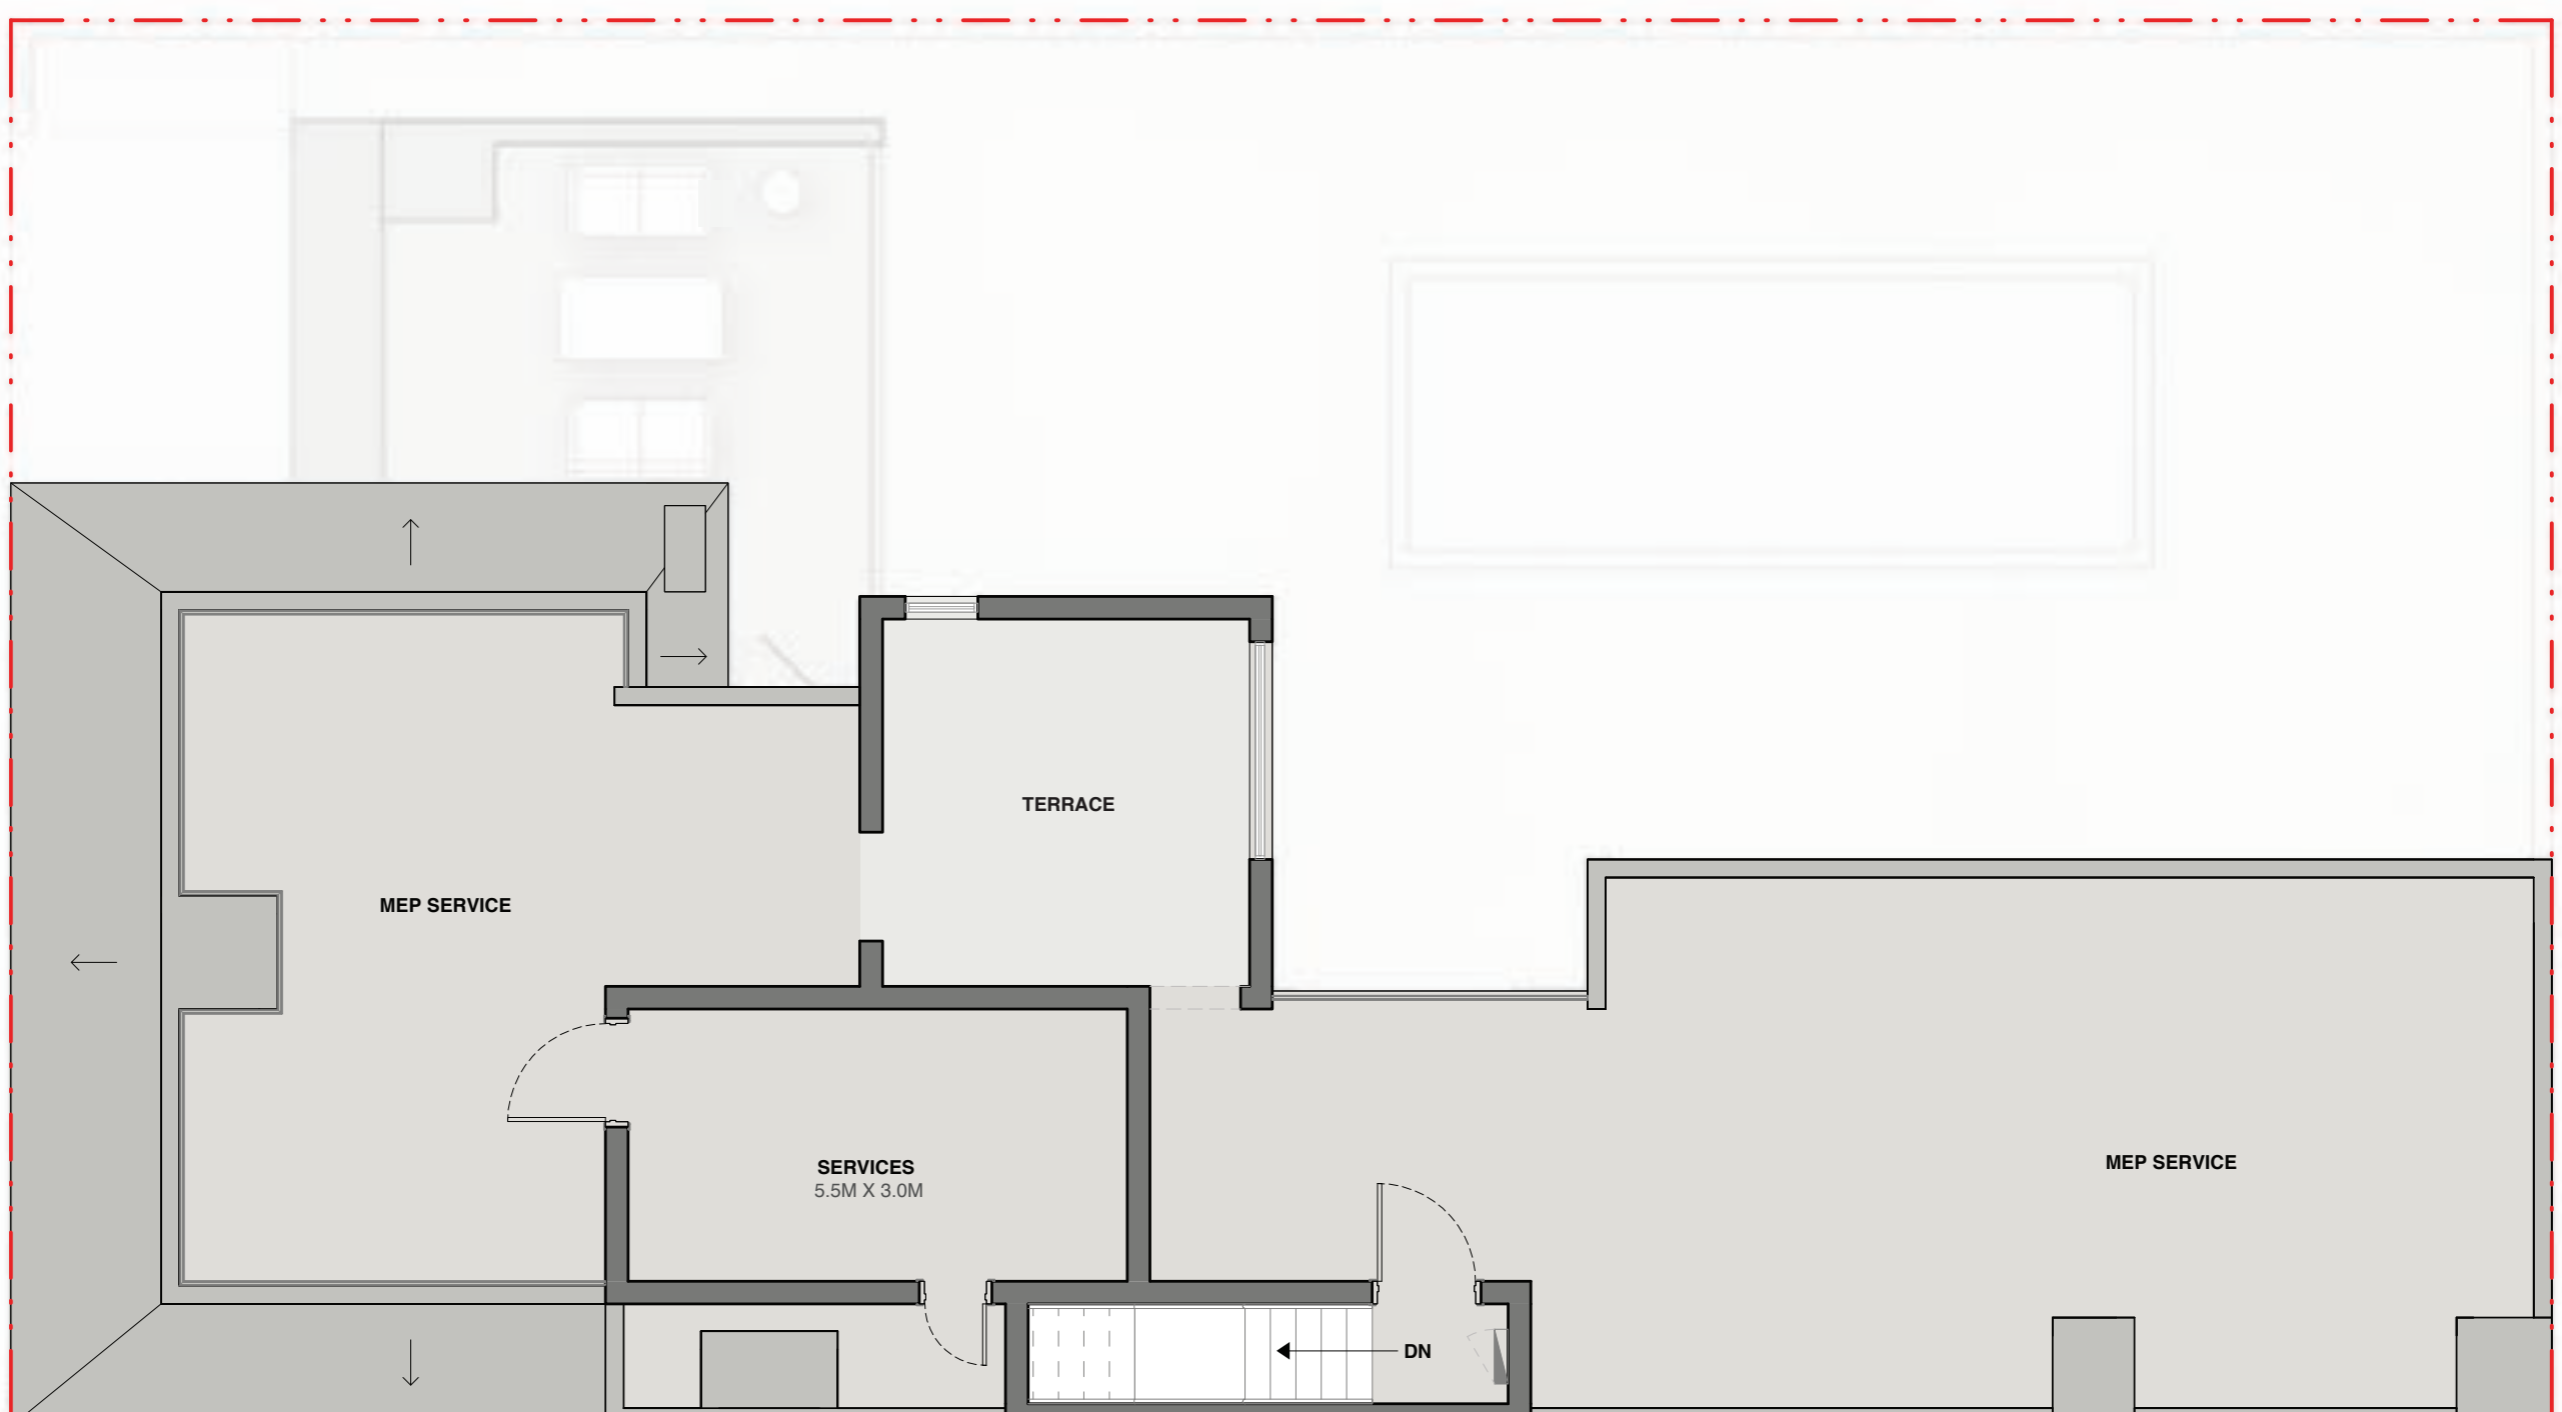 TERRACE
MEP SERVICE
MEP SERVICE
SERVICES
5.5M X 3.0M
DN